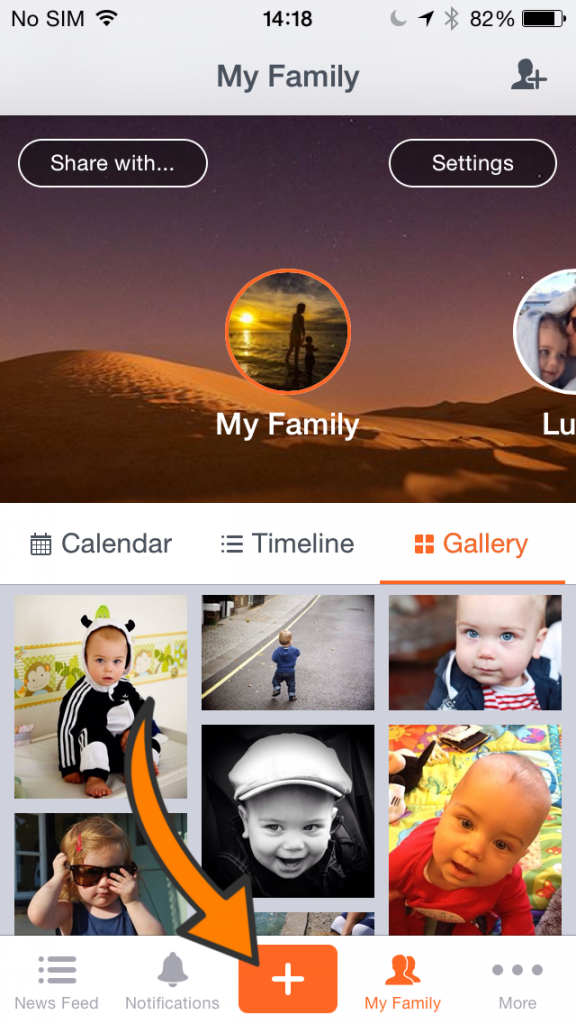 No SIM 14:18 82%
My Family
Share with... Settings
My Family Lu
Calendar Timeline Gallery
News Feed Notifications My Family More